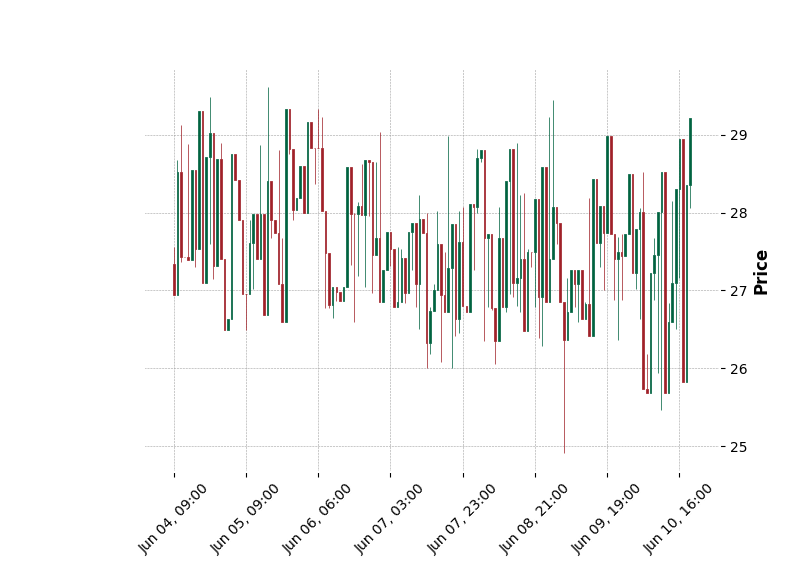 29
28
27
26
25
Price
Jun 04, 09:00
Jun 05, 09:00
Jun 06, 06:00
Jun 07, 03:00
Jun 07, 23:00
Jun 08, 21:00
Jun 09, 19:00
Jun 10, 16:00